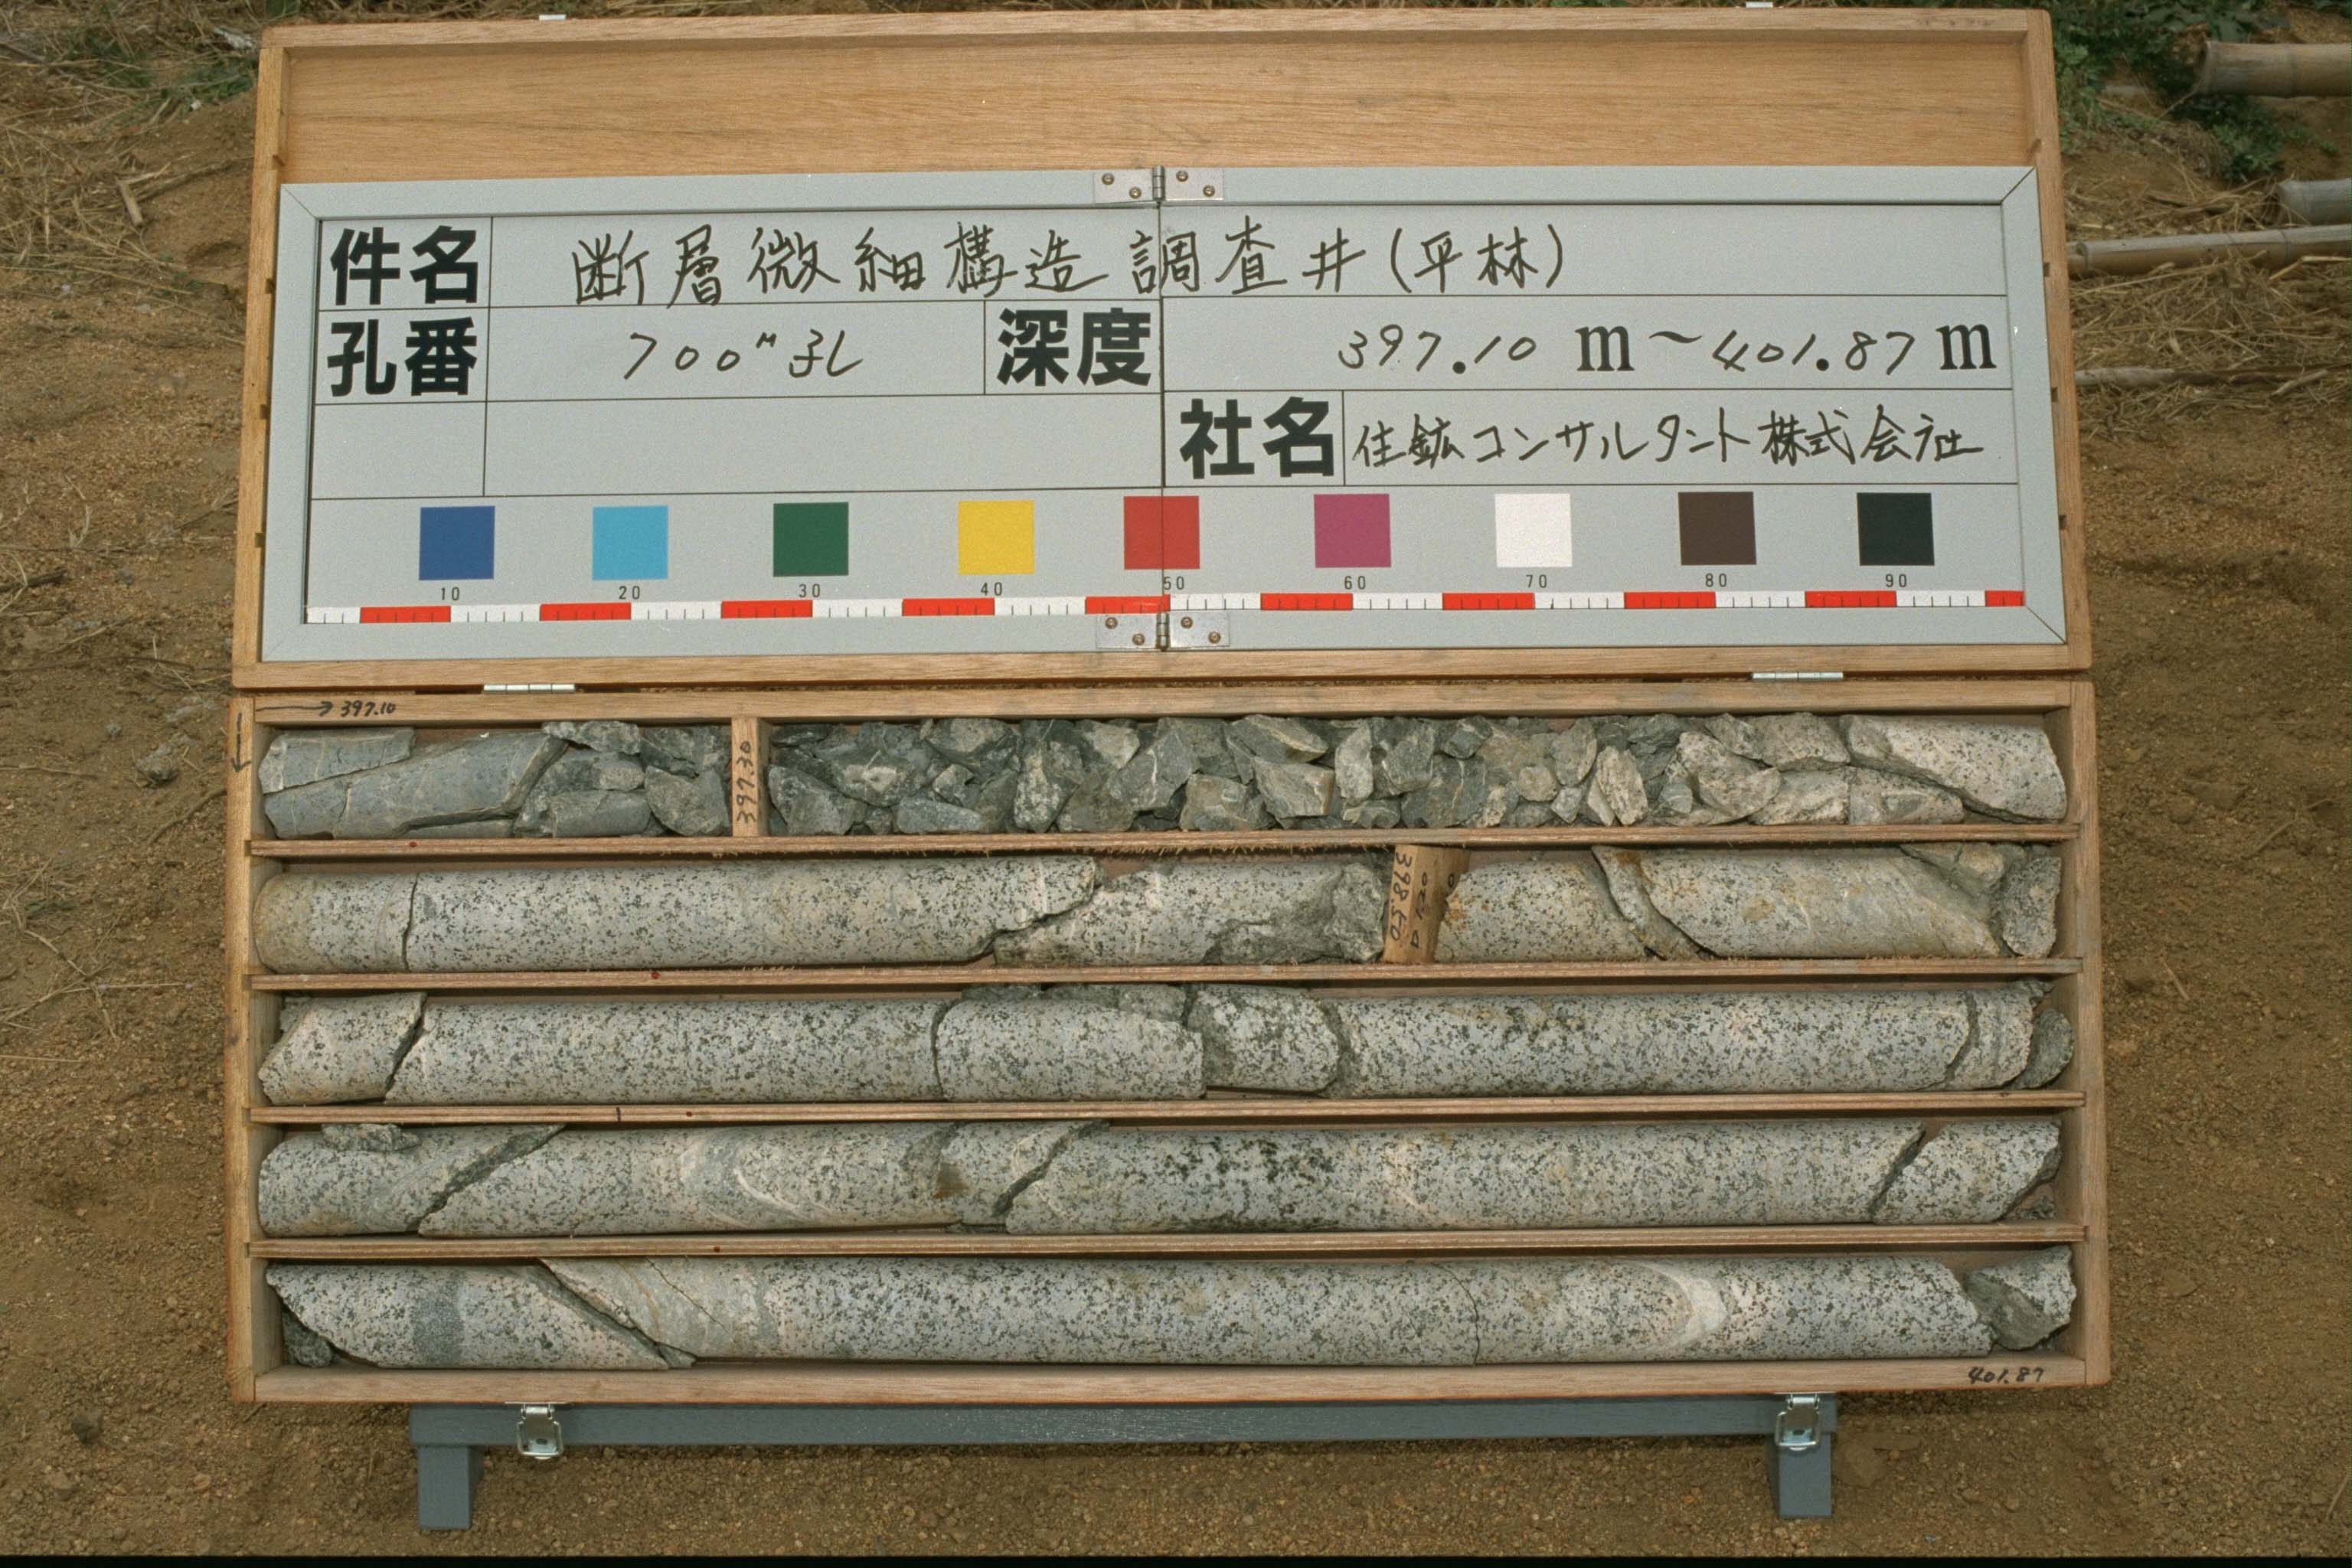 件名 断層微細構造調査井(平林)
孔番 700ᴹ孔 深度 397.10 m~401.87 m
社名 住鉱コンサルタント株式会社
10 20 30 40 50 60 70 80 90
→397.10
397.30
398.50
401.87